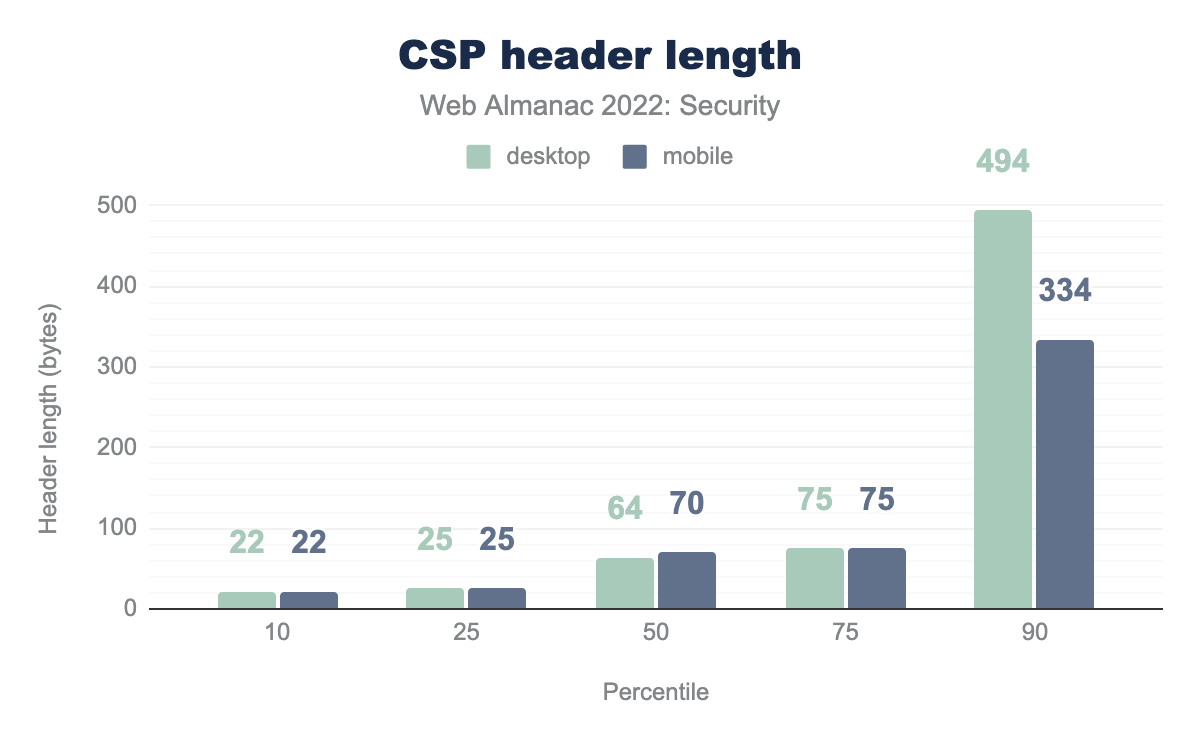 CSP header length
Web Almanac 2022: Security
desktop mobile
494
500
400
334
300
200
64 70 75 75
100
22 22 25 25
0
10 25 50 75 90
Header length (bytes)
Percentile